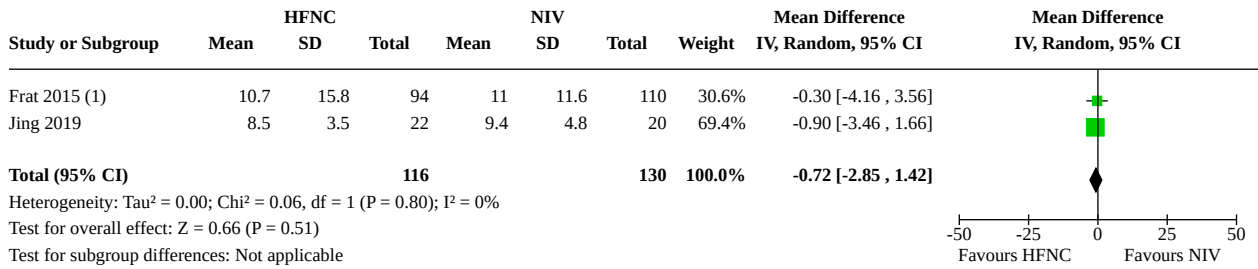 HFNC NIV Mean Difference Mean Difference
Study or Subgroup Mean SD Total Mean SD Total Weight IV, Random, 95% CI IV, Random, 95% CI
Frat 2015 (1) 10.7 15.8 94 11 11.6 110 30.6% -0.30 [-4.16 , 3.56]
Jing 2019 8.5 3.5 22 9.4 4.8 20 69.4% -0.90 [-3.46 , 1.66]
Total (95% CI) 116 130 100.0% -0.72 [-2.85 , 1.42]
Heterogeneity: Tau² = 0.00; Chi² = 0.06, df = 1 (P = 0.80); I² = 0%
Test for overall effect: Z = 0.66 (P = 0.51)
-50 -25 0 25 50
Test for subgroup differences: Not applicable Favours HFNC Favours NIV